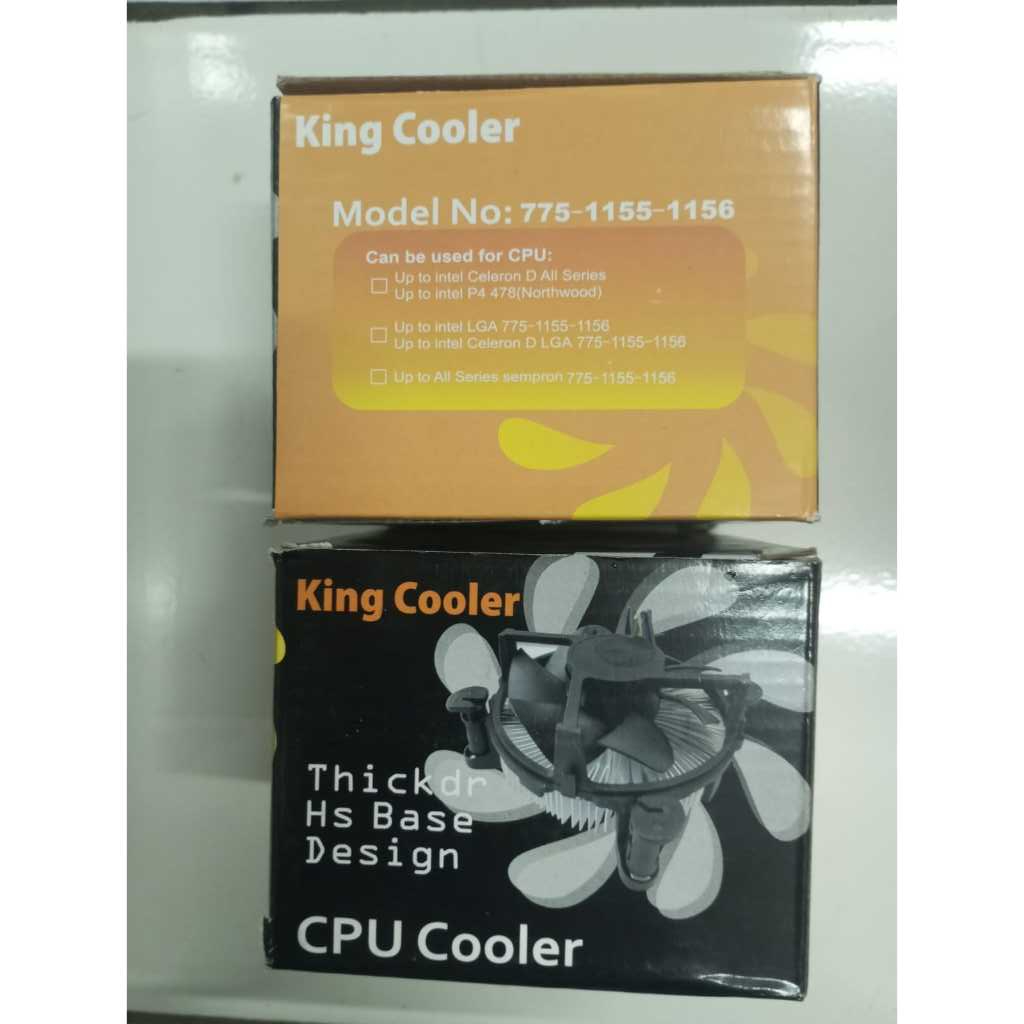 King Cooler
Model No: 775-1155-1156
Can be used for CPU:
Up to intel Celeron D All Series
Up to intel P4 478(Northwood)
Up to intel LGA 775-1155-1156
Up to intel Celeron D LGA 775-1155-1156
Up to All Series sempron 775-1155-1156
King Cooler
Thickdr
Hs Base
Design
CPU Cooler